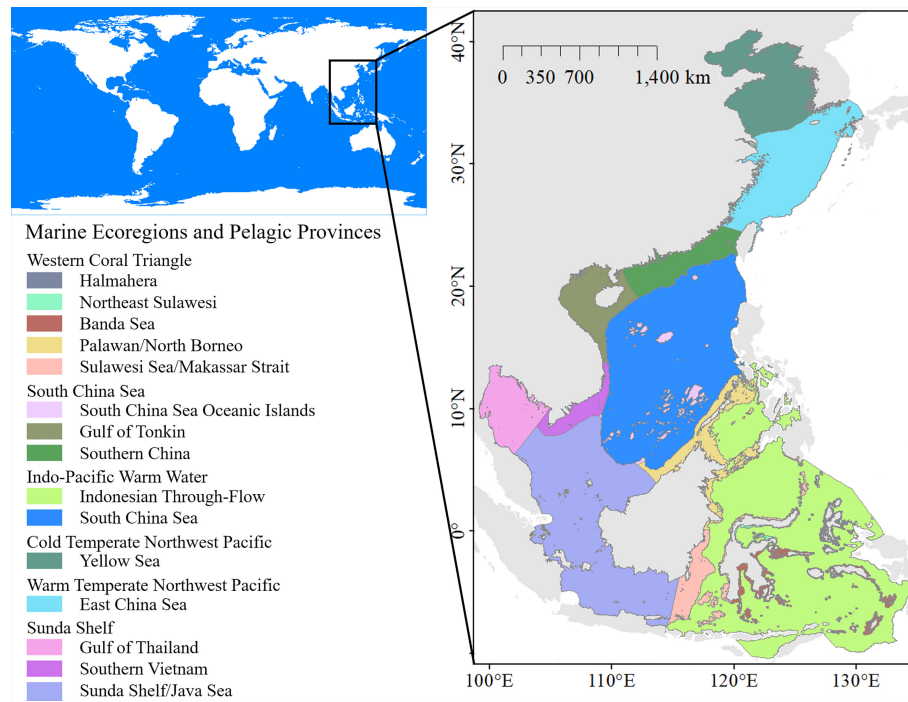 Marine Ecoregions and Pelagic Provinces
Western Coral Triangle
Halmahera
Northeast Sulawesi
Banda Sea
Palawan/North Borneo
Sulawesi Sea/Makassar Strait
South China Sea
South China Sea Oceanic Islands
Gulf of Tonkin
Southern China
Indo-Pacific Warm Water
Indonesian Through-Flow
South China Sea
Cold Temperate Northwest Pacific
Yellow Sea
Warm Temperate Northwest Pacific
East China Sea
Sunda Shelf
Gulf of Thailand
Southern Vietnam
Sunda Shelf/Java Sea
0 350 700 1,400 km
40°N
30°N
20°N
10°N
0°
100°E 110°E 120°E 130°E